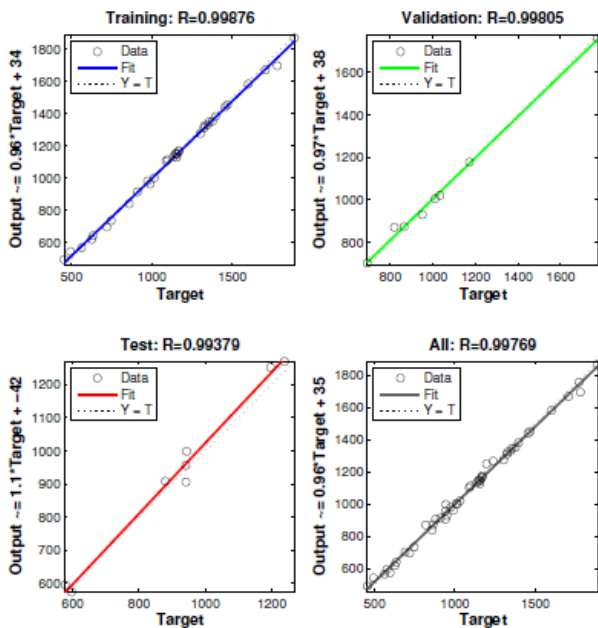 Training: R=0.99876
Output ~= 0.96*Target + 34
1800
1600
1400
1200
1000
800
600
Data
Fit
Y = T
500
1000
1500
Target
Validation: R=0.99805
Output ~= 0.97*Target + 38
1600
1400
1200
1000
800
Data
Fit
Y = T
800
1000
1200
1400
1600
Target
Test: R=0.99379
Output ~= 1.1*Target + −42
1200
1100
1000
900
800
700
600
Data
Fit
Y = T
600
800
1000
1200
Target
All: R=0.99769
Output ~= 0.96*Target + 35
1800
1600
1400
1200
1000
800
600
Data
Fit
Y = T
500
1000
1500
Target